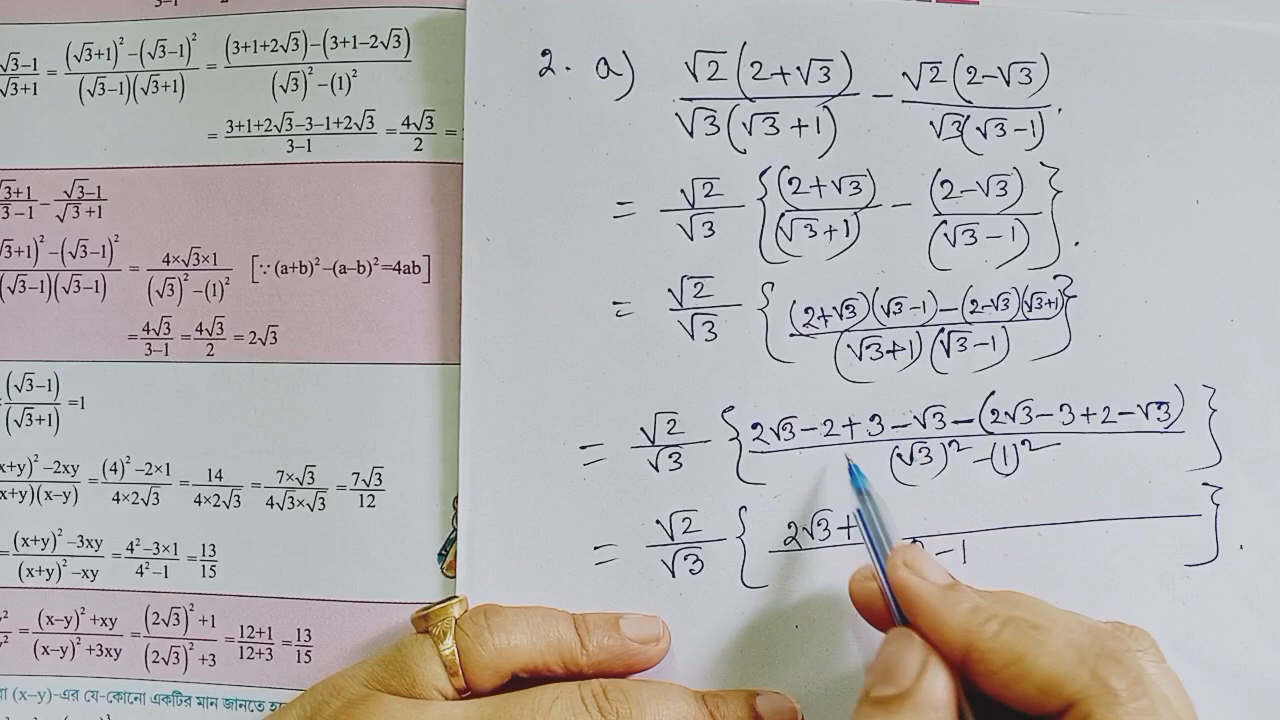 √3−1/√3+1 = (√3+1)²−(√3−1)²/(√3−1)(√3+1) = (3+1+2√3)−(3+1−2√3)/(√3)²−(1)²
= 3+1+2√3−3−1+2√3/3−1 = 4√3/2 =
√3+1/√3−1 − √3−1/√3+1
(√3+1)²−(√3−1)²/(√3−1)(√3−1) = 4×√3×1/(√3)²−(1)² [∵(a+b)²−(a−b)²=4ab]
= 4√3/3−1 = 4√3/2 = 2√3
(√3−1)/(√3+1) =1
(x+y)²−2xy/(x+y)(x−y) = (4)²−2×1/4×2√3 = 14/4×2√3 = 7×√3/4√3×√3 = 7√3/12
= (x+y)²−3xy/(x+y)²−xy = 4²−3×1/4²−1 = 13/15
= (x−y)²+xy/(x−y)²+3xy = (2√3)²+1/(2√3)²+3 = 12+1/12+3 = 13/15
(x−y)-এর যে-কোনো একটির মান জানতে
2. a) √2(2+√3)/√3(√3+1) − √2(2−√3)/√3(√3−1).
= √2/√3 {(2+√3)/(√3+1) − (2−√3)/(√3−1)}.
= √2/√3 {(2+√3)(√3−1)−(2−√3)(√3+1)/(√3+1)(√3−1)}
= √2/√3 {2√3−2+3−√3−(2√3−3+2−√3)/(√3)²−(1)²}
= √2/√3 {2√3+ / −1}.